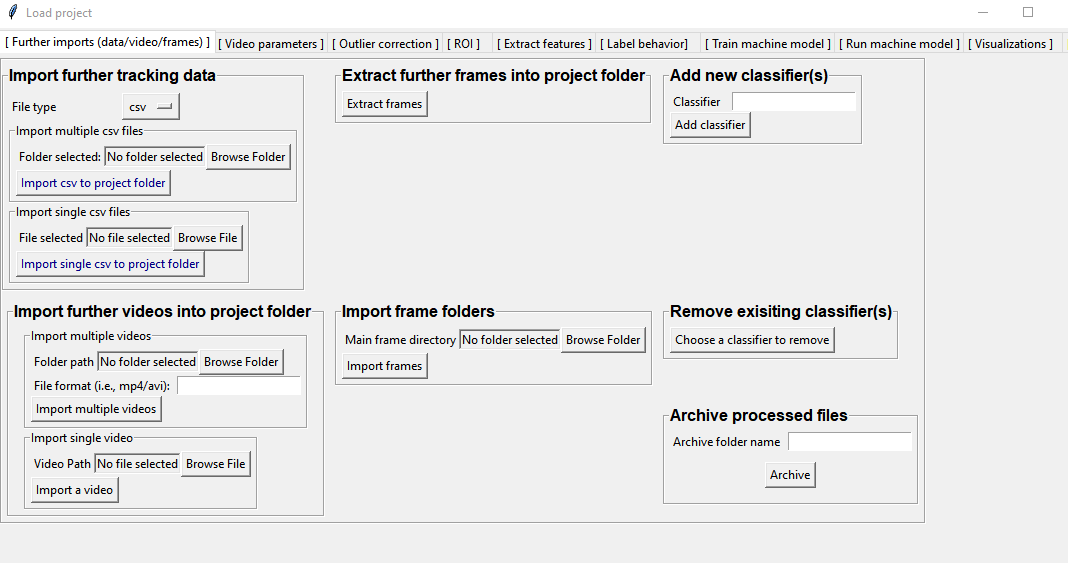 Load project
[ Further imports (data/video/frames) ] [ Video parameters ] [ Outlier correction ] [ ROI ] [ Extract features ] [ Label behavior] [ Train machine model ] [ Run machine model ] [ Visualizations ]
Import further tracking data
File type csv
Import multiple csv files
Folder selected: No folder selected Browse Folder
Import csv to project folder
Import single csv files
File selected No file selected Browse File
Import single csv to project folder
Extract further frames into project folder
Extract frames
Add new classifier(s)
Classifier
Add classifier
Import further videos into project folder
Import multiple videos
Folder path No folder selected Browse Folder
File format (i.e., mp4/avi):
Import multiple videos
Import single video
Video Path No file selected Browse File
Import a video
Import frame folders
Main frame directory No folder selected Browse Folder
Import frames
Remove exisiting classifier(s)
Choose a classifier to remove
Archive processed files
Archive folder name
Archive